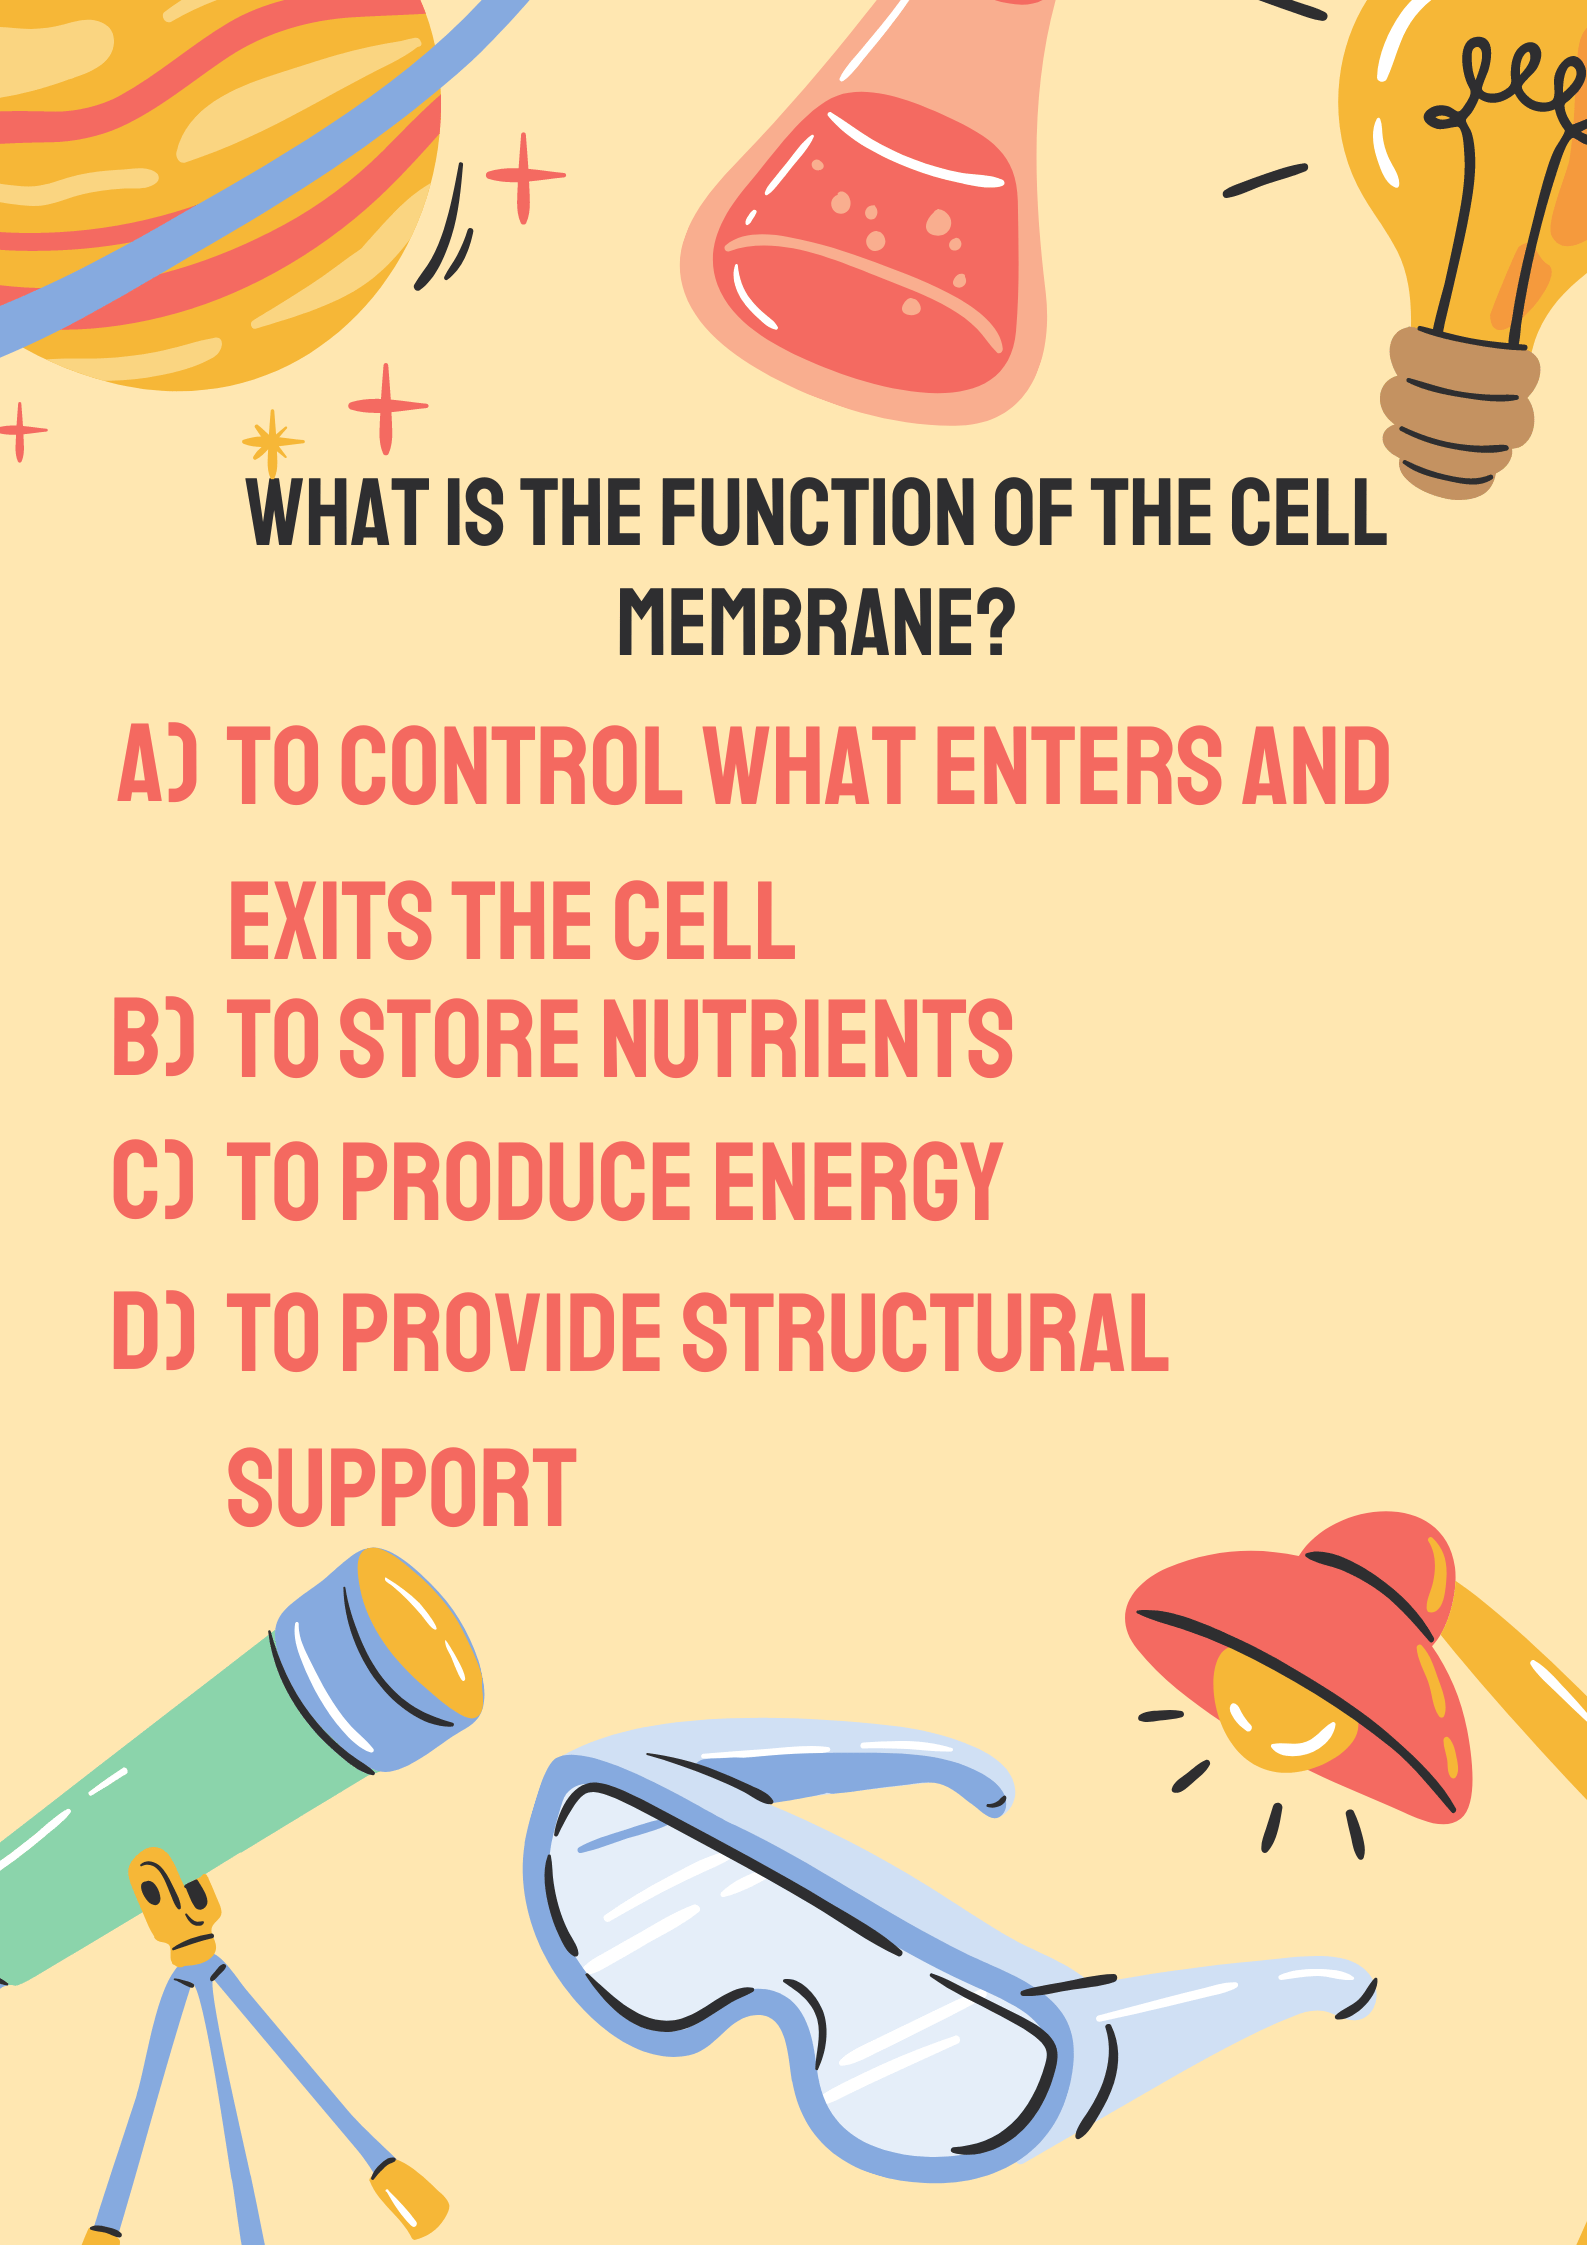 WHAT IS THE FUNCTION OF THE CELL
MEMBRANE?
A) TO CONTROL WHAT ENTERS AND
EXITS THE CELL
B) TO STORE NUTRIENTS
C) TO PRODUCE ENERGY
D) TO PROVIDE STRUCTURAL
SUPPORT